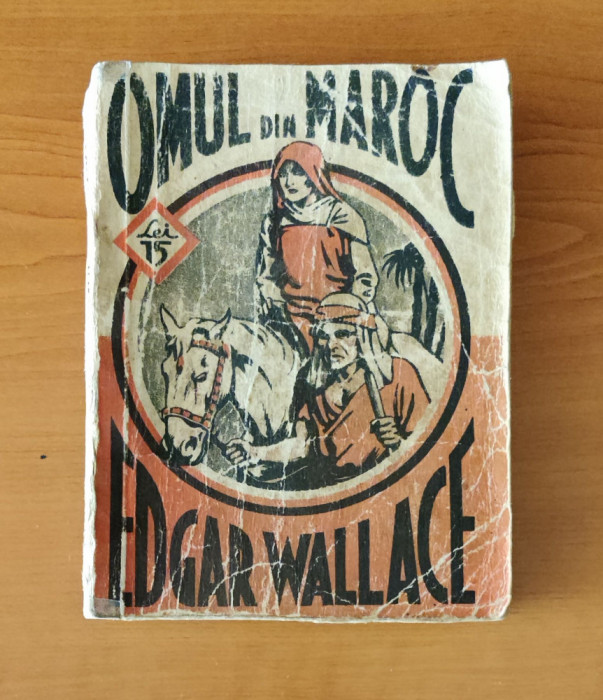 OMUL DIN MAROC
Lei
15
EDGAR WALLACE